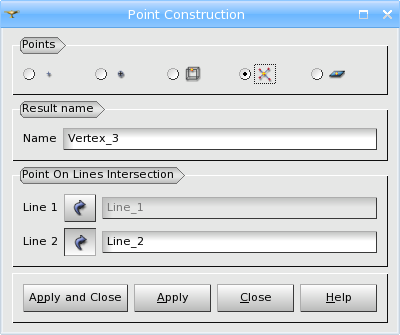 Point Construction
Points
Result name
Name Vertex_3
Point On Lines Intersection
Line 1 Line_1
Line 2 Line_2
Apply and Close Apply Close Help